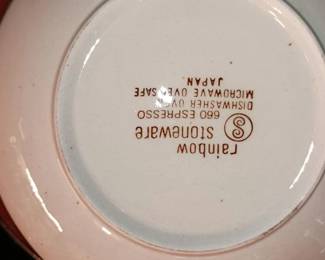 rainbow
S stoneware
660 ESPRESSO
DISHWASHER OVEN
MICROWAVE OVEN SAFE
JAPAN